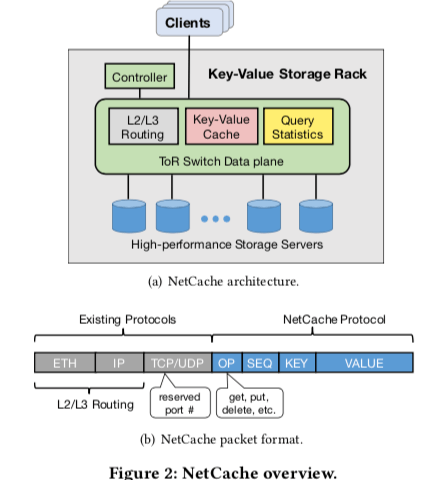 Clients
Controller
Key-Value Storage Rack
L2/L3
Routing
Key-Value
Cache
Query
Statistics
ToR Switch Data plane
High-performance Storage Servers
(a) NetCache architecture.
Existing Protocols
NetCache Protocol
ETH IP TCP/UDP OP SEQ KEY VALUE
L2/L3 Routing
reserved
port #
get, put,
delete, etc.
(b) NetCache packet format.
Figure 2: NetCache overview.